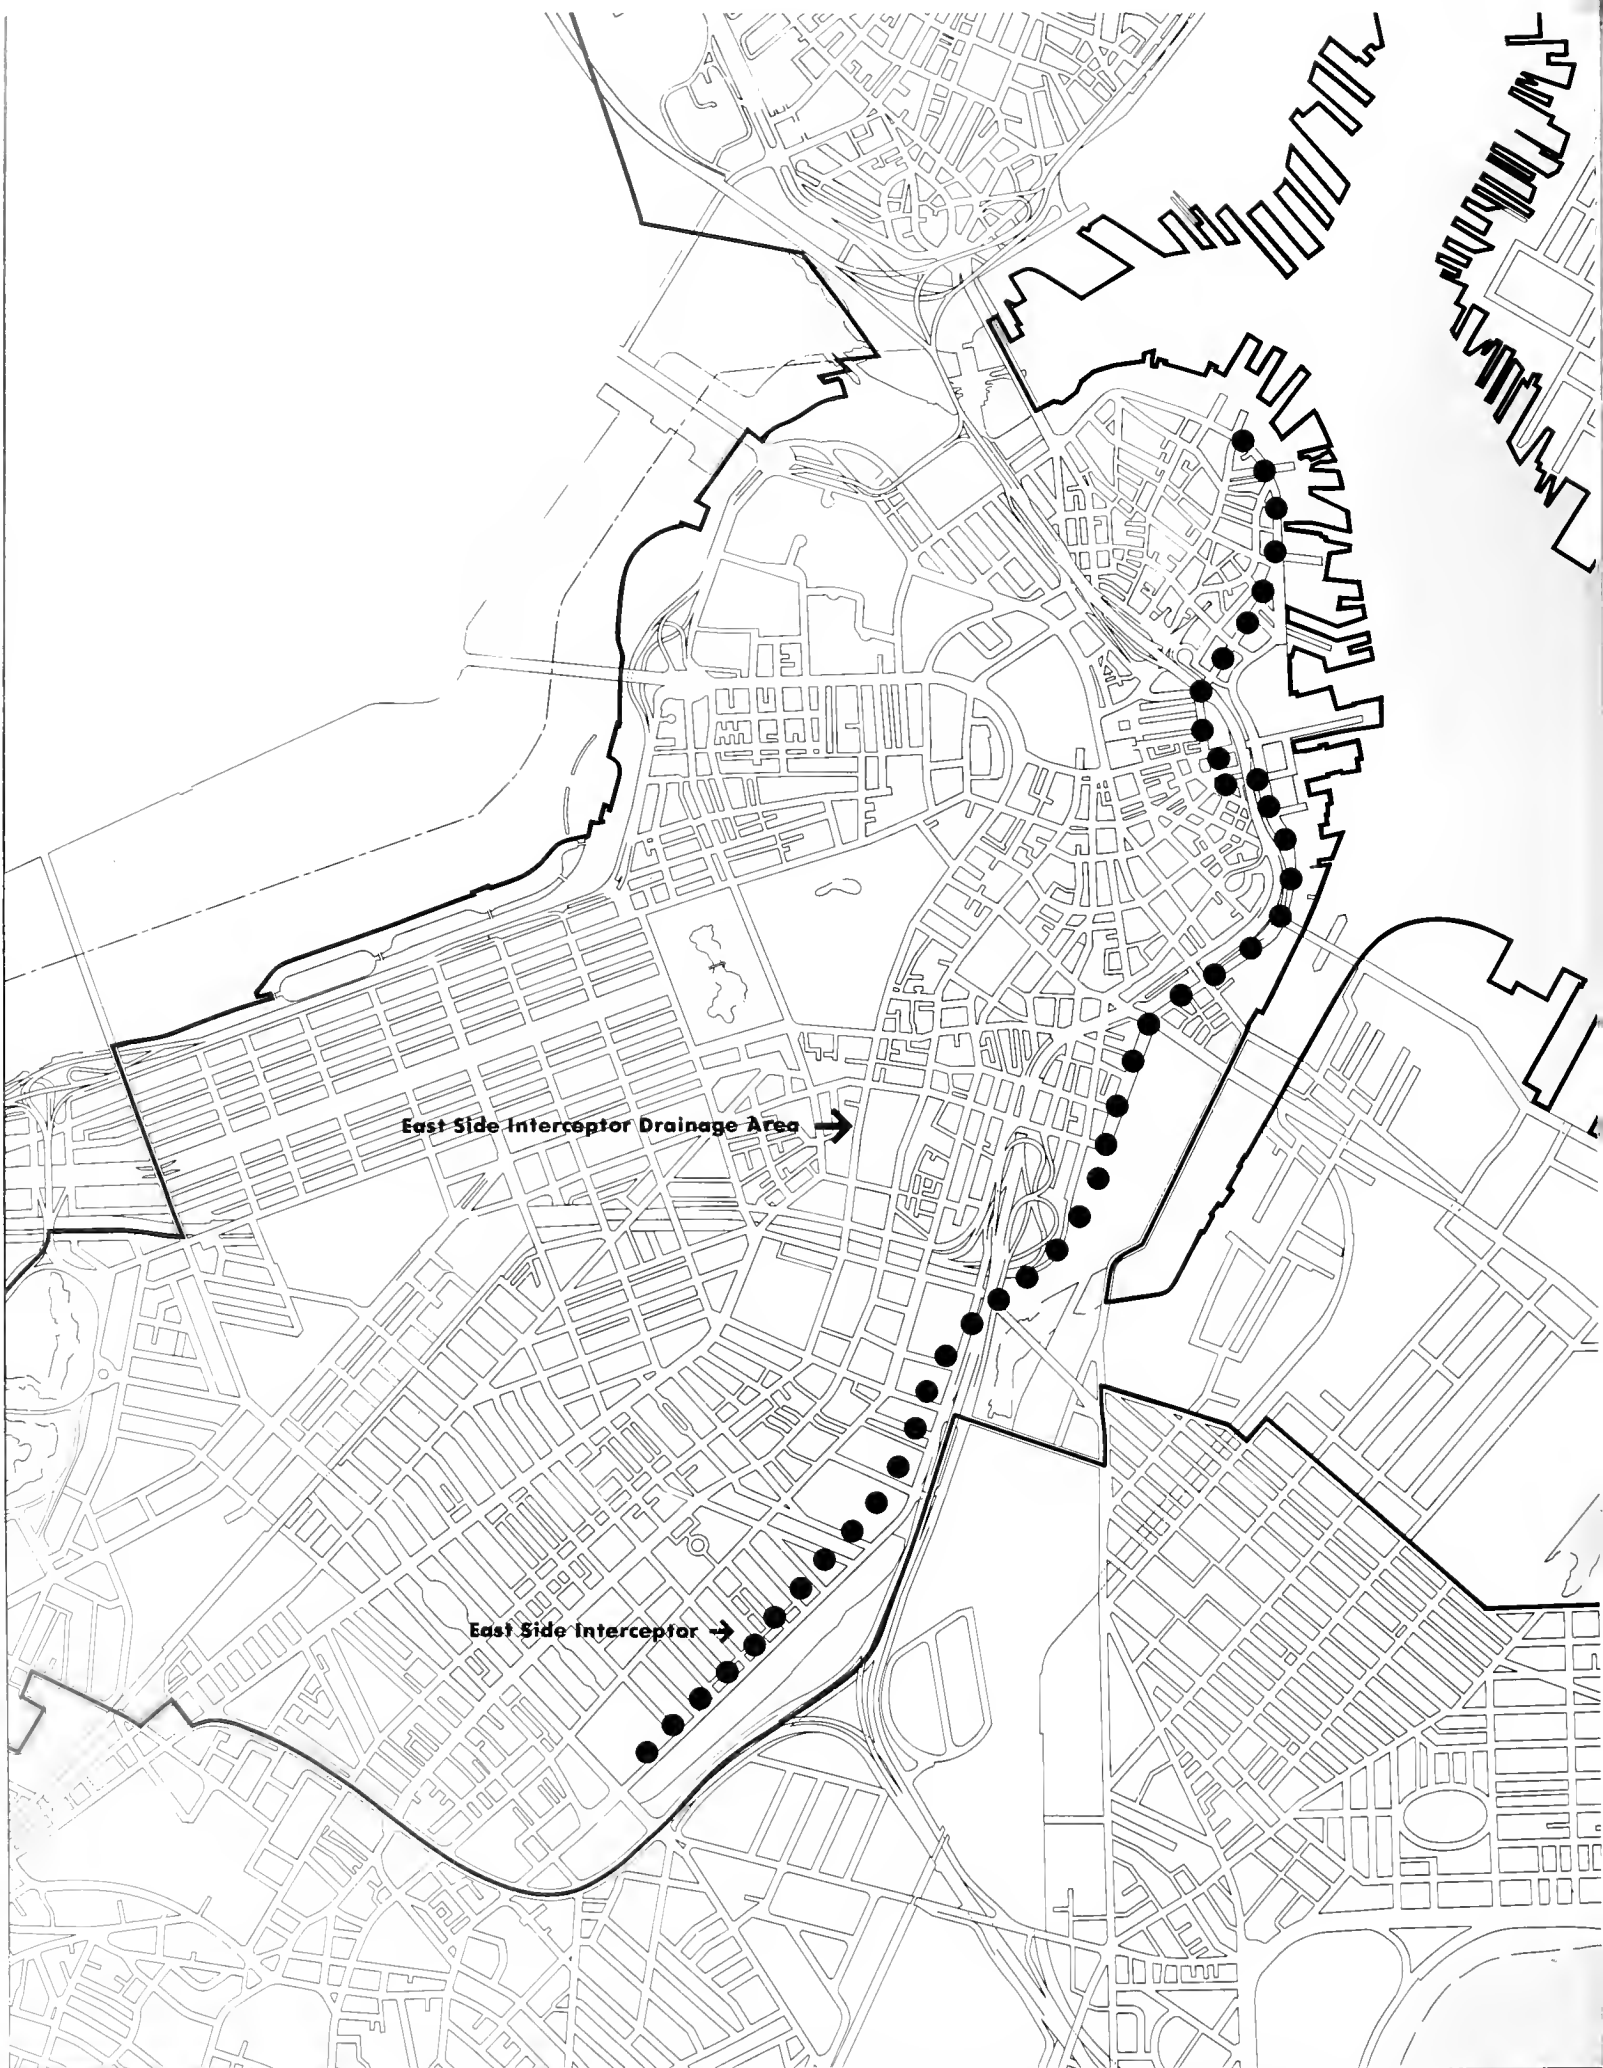 East Side Interceptor Drainage Area →
East Side Interceptor →